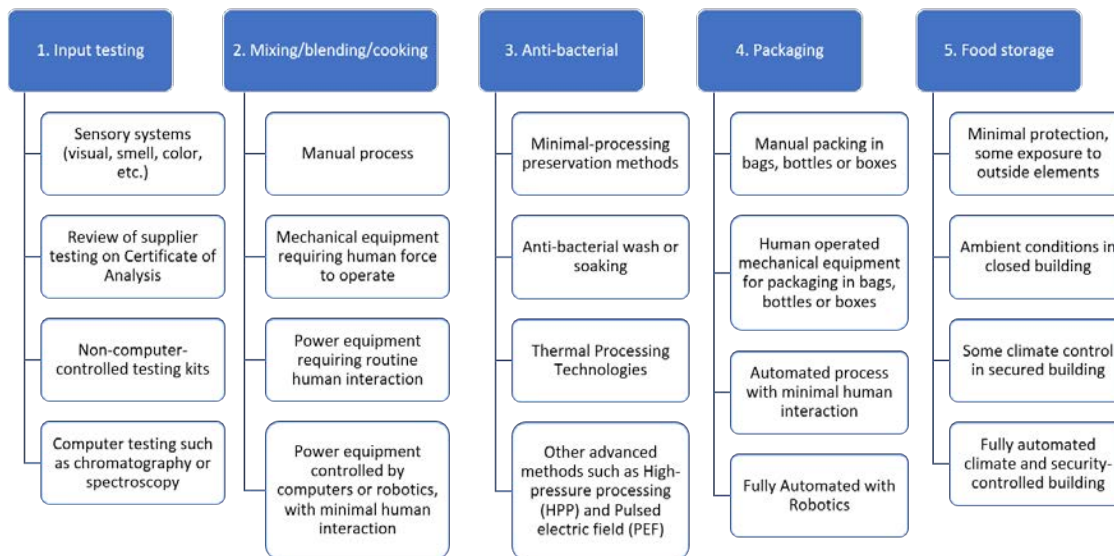 1. Input testing
Sensory systems
(visual, smell, color,
etc.)
Review of supplier
testing on Certificate of
Analysis
Non-computer-
controlled testing kits
Computer testing such
as chromatography or
spectroscopy
2. Mixing/blending/cooking
Manual process
Mechanical equipment
requiring human force
to operate
Power equipment
requiring routine
human interaction
Power equipment
controlled by
computers or robotics,
with minimal human
interaction
3. Anti-bacterial
Minimal-processing
preservation methods
Anti-bacterial wash or
soaking
Thermal Processing
Technologies
Other advanced
methods such as High-
pressure processing
(HPP) and Pulsed
electric field (PEF)
4. Packaging
Manual packing in
bags, bottles or boxes
Human operated
mechanical equipment
for packaging in bags,
bottles or boxes
Automated process
with minimal human
interaction
Fully Automated with
Robotics
5. Food storage
Minimal protection,
some exposure to
outside elements
Ambient conditions in
closed building
Some climate control
in secured building
Fully automated
climate and security-
controlled building